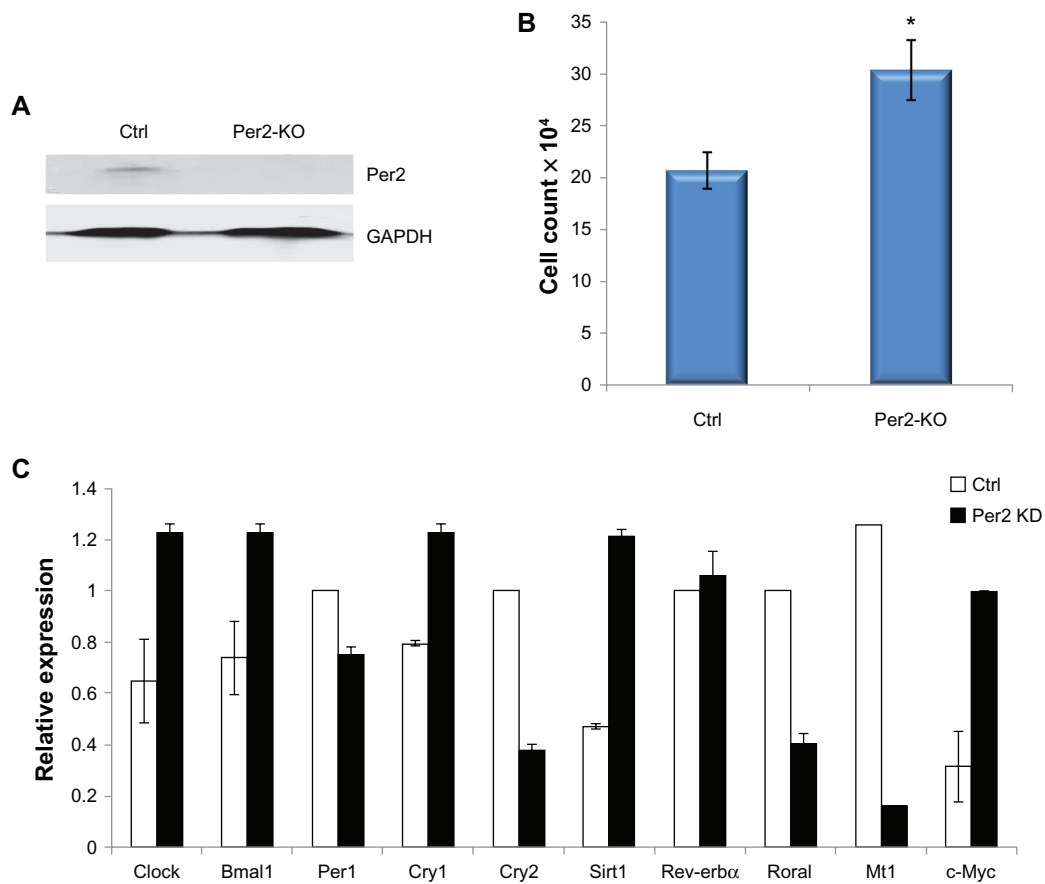 A
Ctrl Per2-KO
Per2
GAPDH
B
35
30
25
20
15
10
5
0
Cell count × 10⁴
*
Ctrl Per2-KO
C
1.4
1.2
1
0.8
0.6
0.4
0.2
0
Relative expression
Ctrl
Per2 KD
Clock Bmal1 Per1 Cry1 Cry2 Sirt1 Rev-erbα Roral Mt1 c-Myc